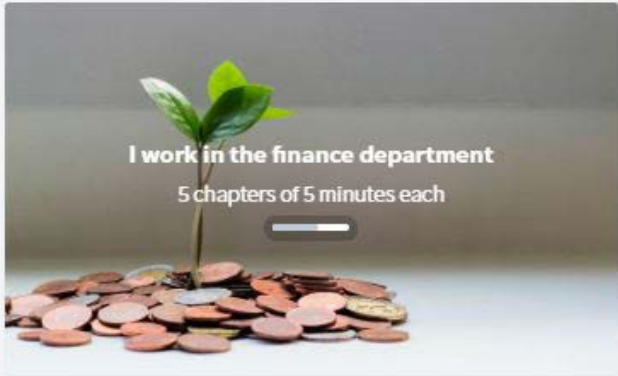 I work in the finance department
5 chapters of 5 minutes each